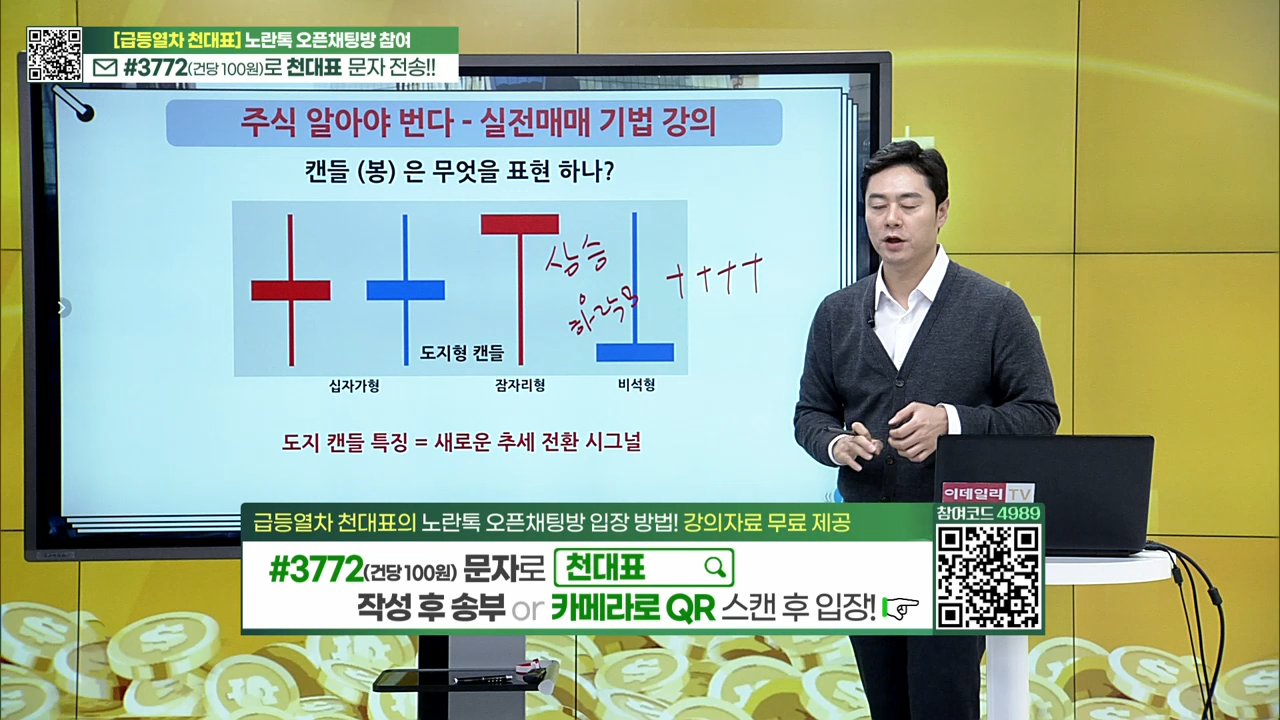 [급등열차 천대표] 노란톡 오픈채팅방 참여
#3772(건당 100원)로 천대표 문자 전송!!
주식 알아야 번다 - 실전매매 기법 강의
캔들 (봉) 은 무엇을 표현 하나?
상승
하락
도지형 캔들
십자가형
잠자리형
비석형
도지 캔들 특징 = 새로운 추세 전환 시그널
이데일리 TV
급등열차 천대표의 노란톡 오픈채팅방 입장 방법! 강의자료 무료 제공
참여코드 4989
#3772(건당 100원) 문자로 천대표
작성 후 송부 or 카메라로 QR 스캔 후 입장!